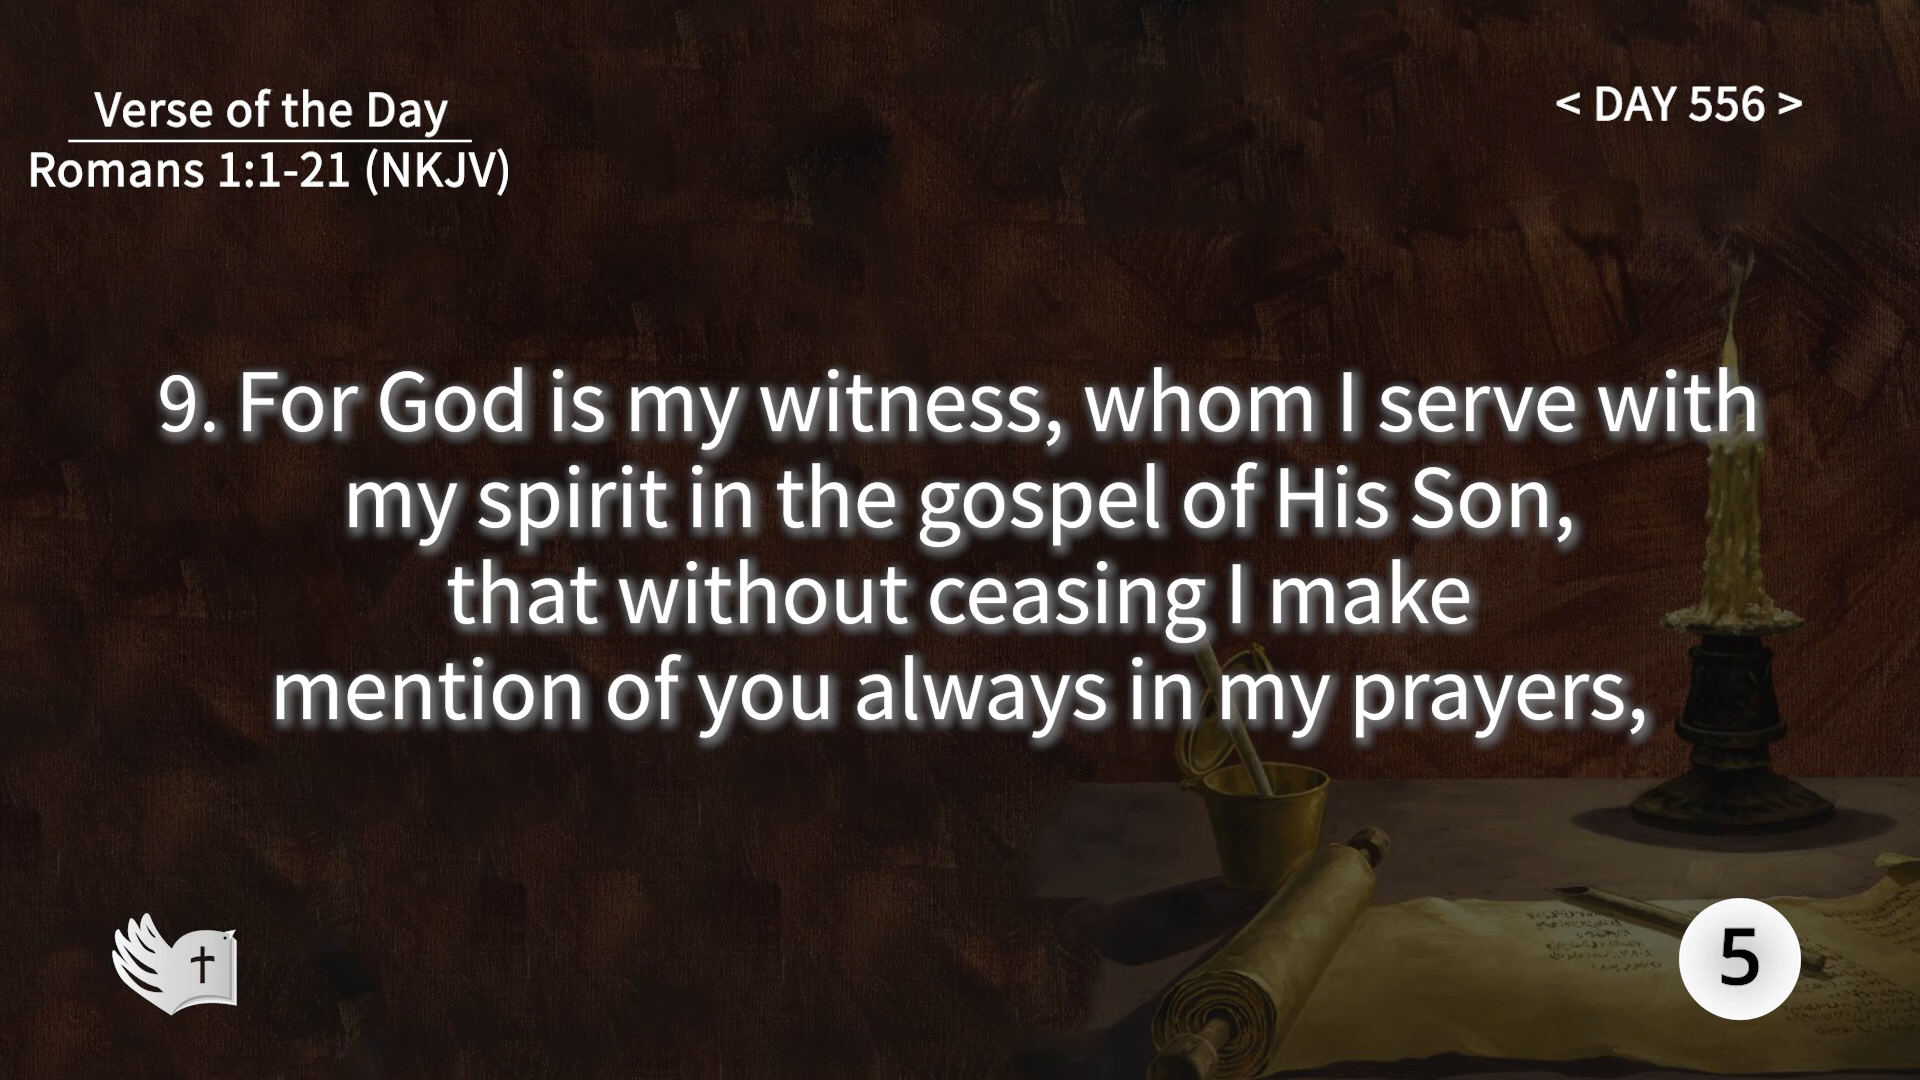 Verse of the Day
Romans 1:1-21 (NKJV)
< DAY 556 >
9. For God is my witness, whom I serve with
my spirit in the gospel of His Son,
that without ceasing I make
mention of you always in my prayers,
5